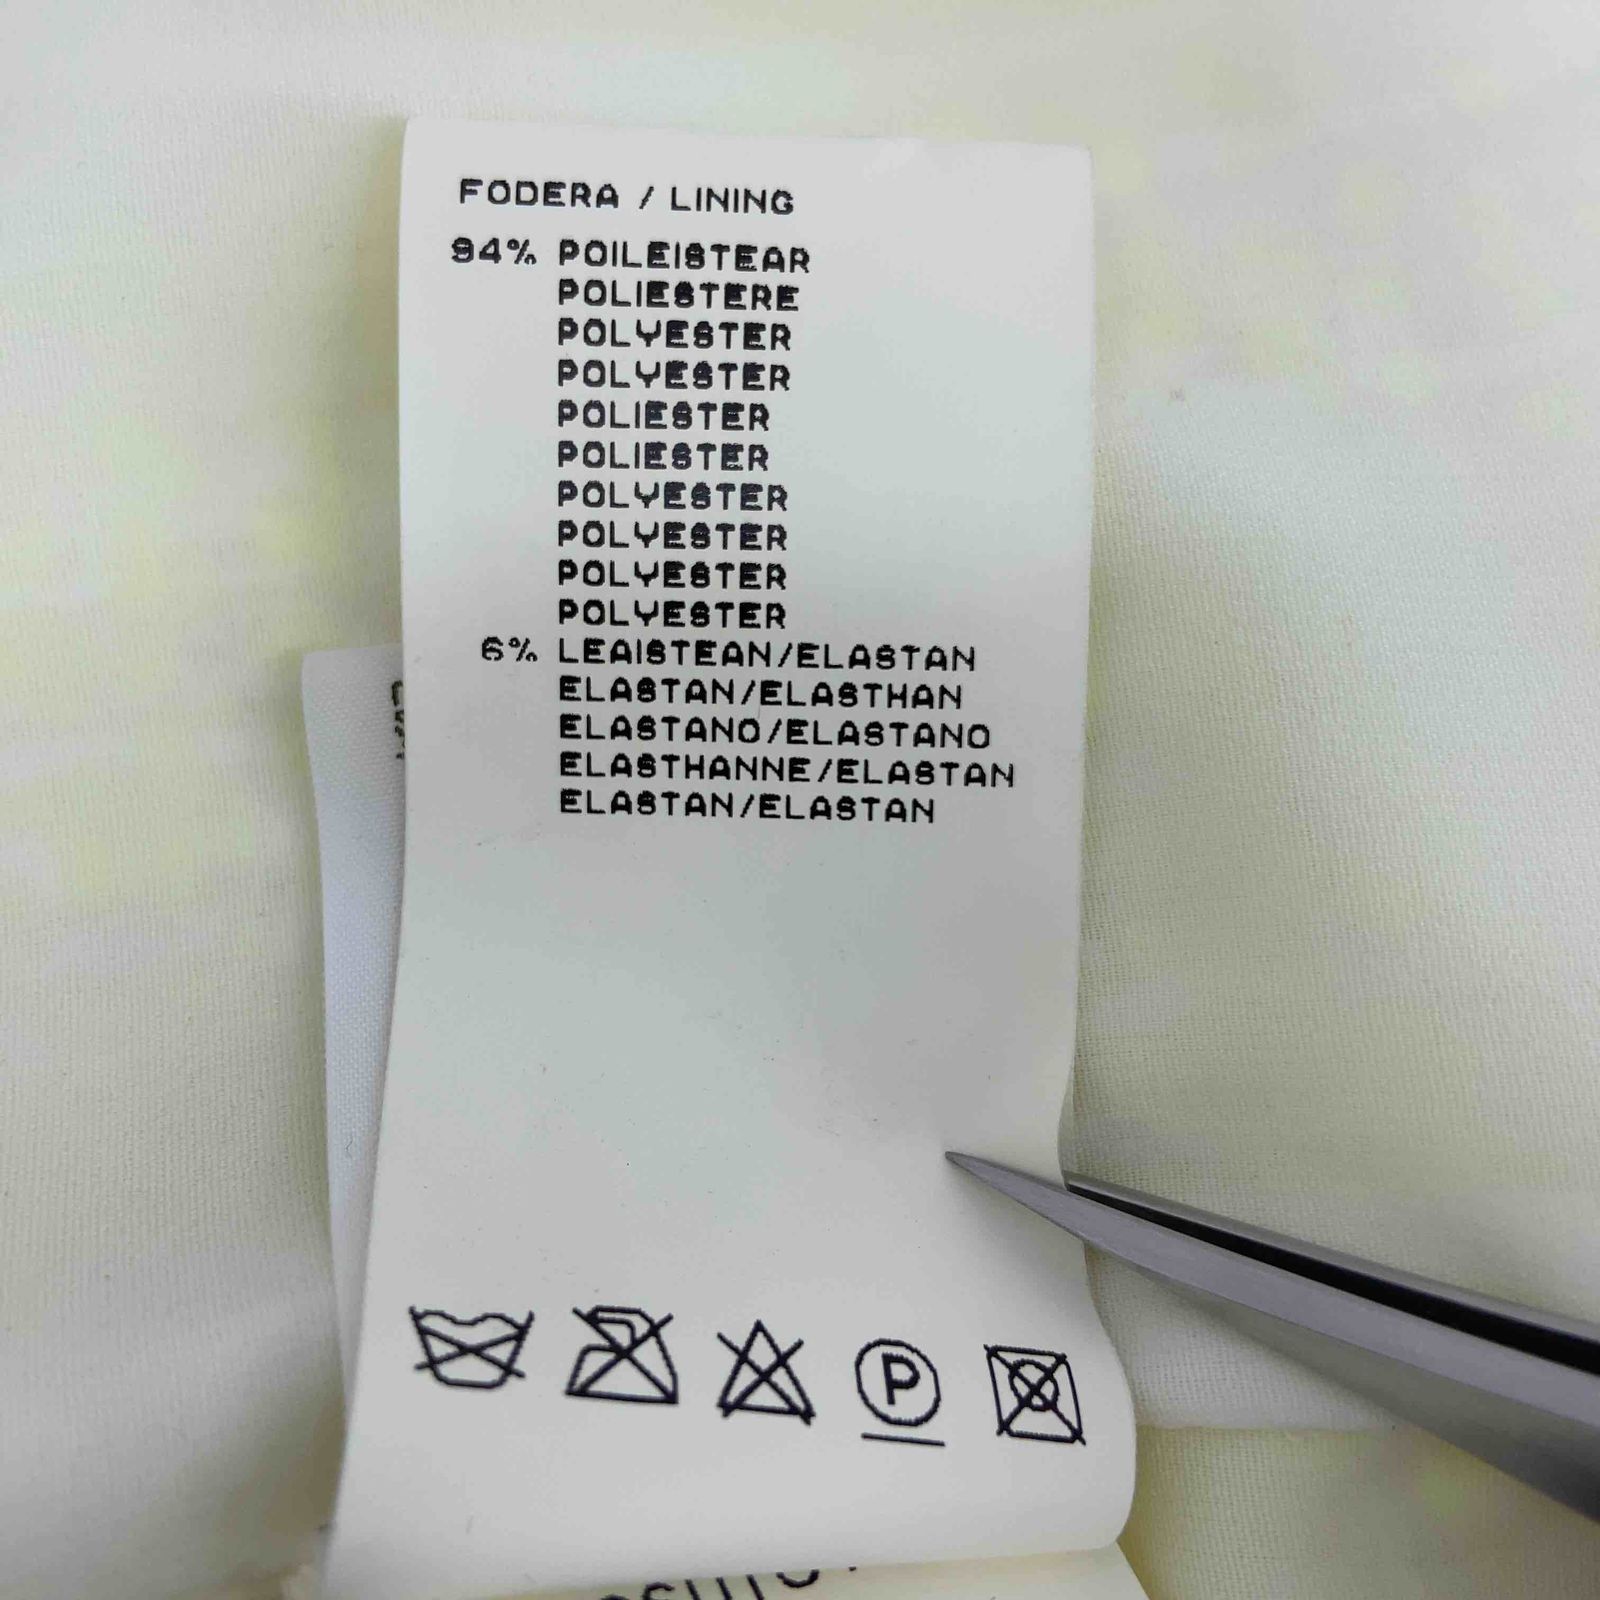 FODERA / LINING
94% POILEISTEAR
POLIESTERE
POLYESTER
POLYESTER
POLIESTER
POLIESTER
POLYESTER
POLYESTER
POLYESTER
POLYESTER
6% LEAISTEAN/ELASTAN
ELASTAN/ELASTHAN
ELASTANO/ELASTANO
ELASTHANNE/ELASTAN
ELASTAN/ELASTAN
P